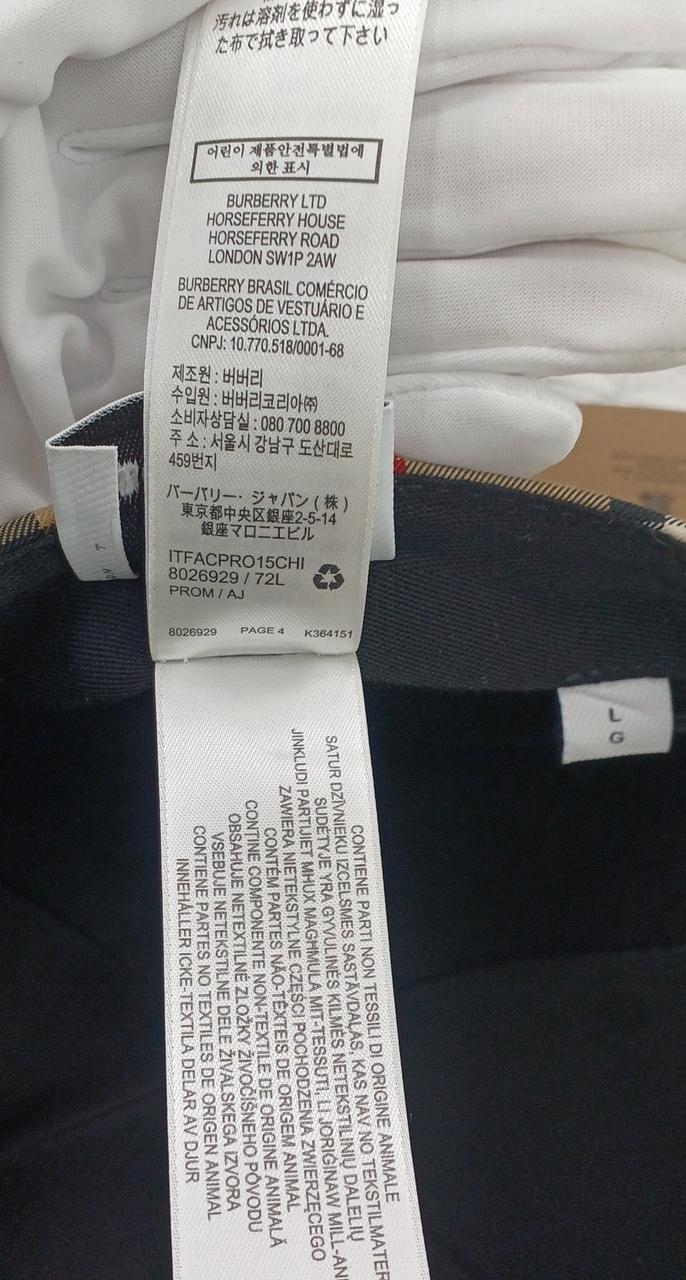 汚れは溶剤を使わずに湿っ
た布で拭き取って下さい
어린이 제품안전특별법에
의한 표시
BURBERRY LTD
HORSEFERRY HOUSE
HORSEFERRY ROAD
LONDON SW1P 2AW
BURBERRY BRASIL COMÉRCIO
DE ARTIGOS DE VESTUÁRIO E
ACESSÓRIOS LTDA.
CNPJ: 10.770.518/0001-68
제조원 : 버버리
수입원 : 버버리코리아㈜
소비자상담실 : 080 700 8800
주 소 : 서울시 강남구 도산대로
459번지
バーバリー・ジャパン (株)
東京都中央区銀座2-5-14
銀座マロニエビル
ITFACPRO15CHI
8026929 / 72L
PROM / AJ
8026929 PAGE 4 K364151
L
G
CONTIENE PARTI NON TESSILI DI ORIGINE ANIMALE
SATUR DZĪVNIEKU IZCELSMES SASTĀVDAĻAS, KAS NAV NO TEKSTILMATER
SUDĖTYJE YRA GYVULINĖS KILMĖS NETEKSTILINIŲ DALELIŲ
JINKLUDI PARTIJIET MHUX MAGĦMULA MIT-TESSUTI, LI JORIĠINAW MILL-AN
ZAWIERA NIETEKSTYLNE CZĘŚCI POCHODZENIA ZWIERZĘCEGO
CONTÉM PARTES NÃO-TÊXTEIS DE ORIGEM ANIMAL
CONȚINE COMPONENTE NON-TEXTILE DE ORIGINE ANIMALĂ
OBSAHUJE NETEXTILNÉ ZLOŽKY ŽIVOČÍŠNEHO PÔVODU
VSEBUJE NETEKSTILNE DELE ŽIVALSKEGA IZVORA
CONTIENE PARTES NO TEXTILES DE ORIGEN ANIMAL
INNEHÅLLER ICKE-TEXTILA DELAR AV DJUR